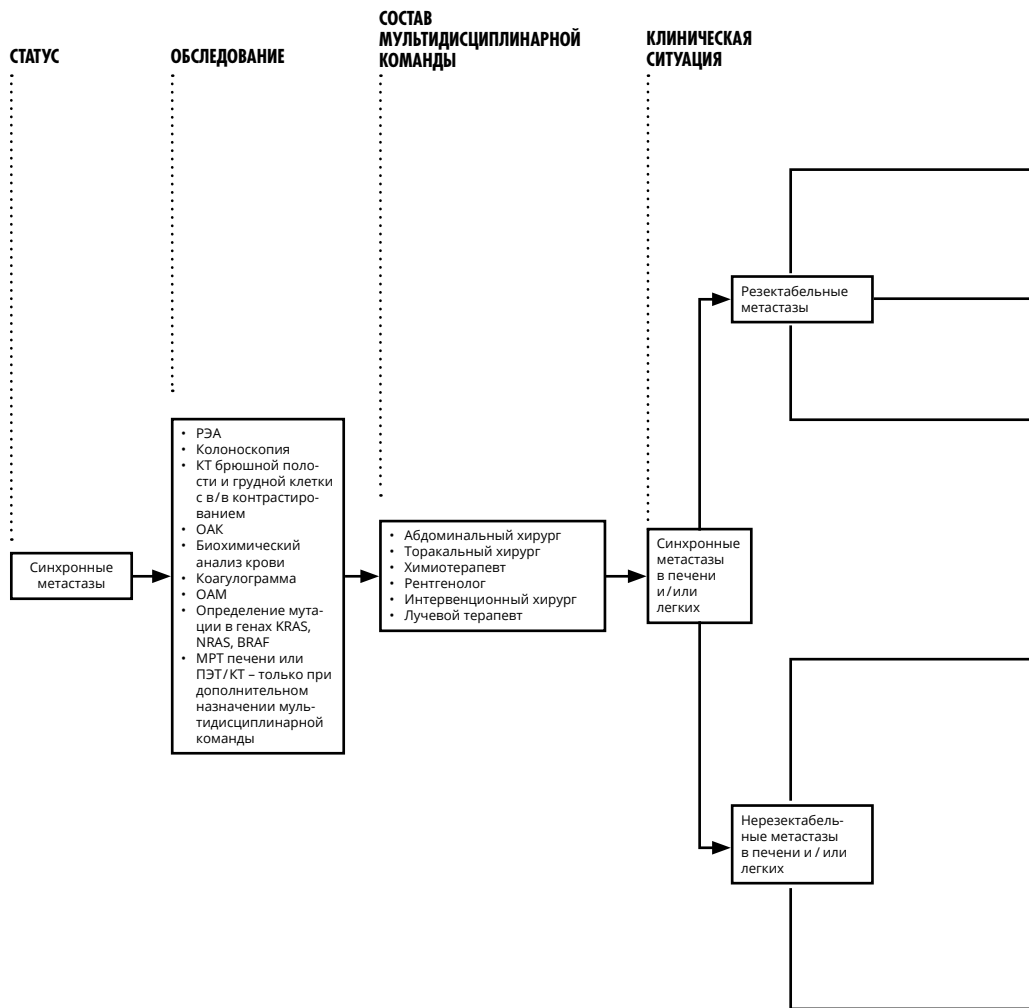 СТАТУС
ОБСЛЕДОВАНИЕ
СОСТАВ
МУЛЬТИДИСЦИПЛИНАРНОЙ
КОМАНДЫ
КЛИНИЧЕСКАЯ
СИТУАЦИЯ
Синхронные
метастазы
• РЭА
• Колоноскопия
• КТ брюшной поло-
сти и грудной клетки
с в/в контрастиро-
ванием
• ОАК
• Биохимический
анализ крови
• Коагулограмма
• ОАМ
• Определение мута-
ции в генах KRAS,
NRAS, BRAF
• МРТ печени или
ПЭТ/КТ – только при
дополнительном
назначении муль-
тидисциплинарной
команды
• Абдоминальный хирург
• Торакальный хирург
• Химиотерапевт
• Рентгенолог
• Интервенционный хирург
• Лучевой терапевт
Синхронные
метастазы
в печени
и/или
легких
Резектабельные
метастазы
Нерезектабель-
ные метастазы
в печени и / или
легких